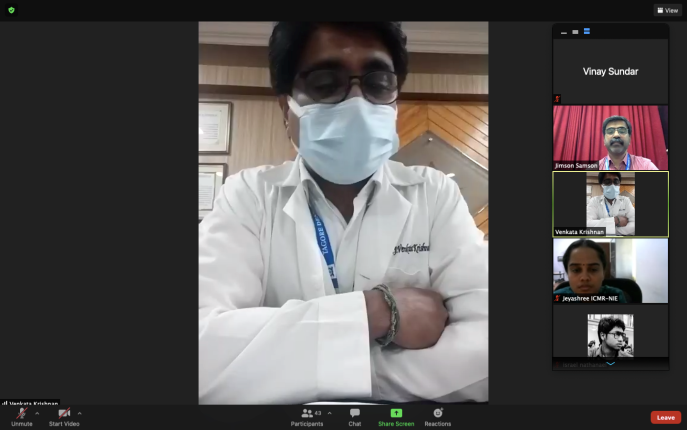 View
Vinay Sundar
Jimson Samson
Venkata Krishnan
Jeyashree ICMR-NIE
TAGORE
Venkata Krishnan
Unmute
Start Video
Participants
43
Chat
Share Screen
Reactions
Leave